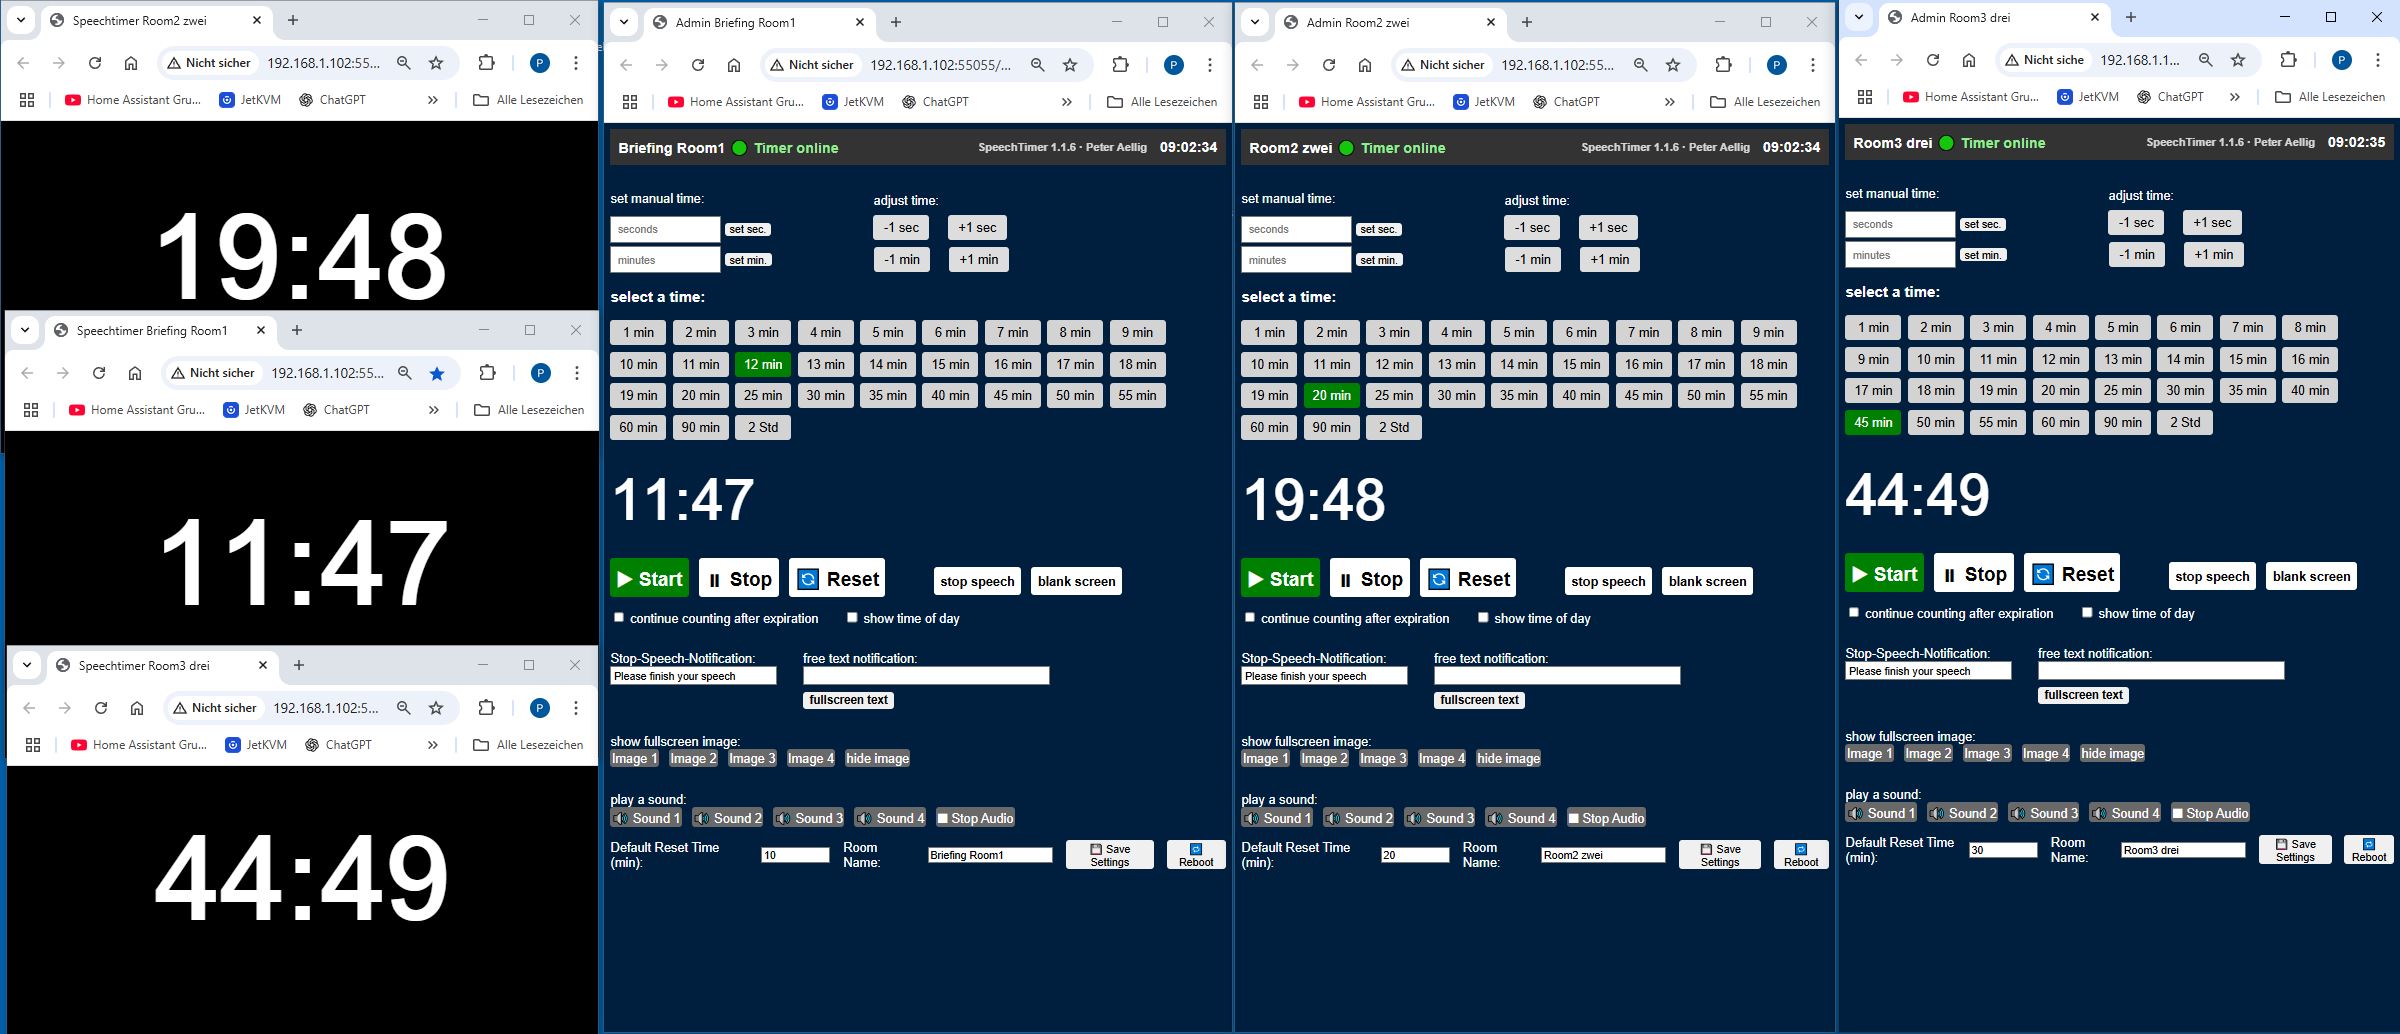 Speechtimer Room2 zwei
Nicht sicher 192.168.1.102:55...
P
Home Assistant Gru... JetKVM ChatGPT » Alle Lesezeichen
19:48
Speechtimer Briefing Room1
Nicht sicher 192.168.1.102:55...
P
Home Assistant Gru... JetKVM ChatGPT » Alle Lesezeichen
11:47
Speechtimer Room3 drei
Nicht sicher 192.168.1.102:5...
P
Home Assistant Gru... JetKVM ChatGPT » Alle Lesezeichen
44:49
Admin Briefing Room1
Nicht sicher 192.168.1.102:55055/...
P
Home Assistant Gru... JetKVM ChatGPT » Alle Lesezeichen
Briefing Room1 Timer online SpeechTimer 1.1.6 · Peter Aellig 09:02:34
set manual time: adjust time:
seconds set sec. -1 sec +1 sec
minutes set min. -1 min +1 min
select a time:
1 min 2 min 3 min 4 min 5 min 6 min 7 min 8 min 9 min
10 min 11 min 12 min 13 min 14 min 15 min 16 min 17 min 18 min
19 min 20 min 25 min 30 min 35 min 40 min 45 min 50 min 55 min
60 min 90 min 2 Std
11:47
Start Stop Reset stop speech blank screen
continue counting after expiration show time of day
Stop-Speech-Notification: free text notification:
Please finish your speech
fullscreen text
show fullscreen image:
Image 1 Image 2 Image 3 Image 4 hide image
play a sound:
Sound 1 Sound 2 Sound 3 Sound 4 Stop Audio
Default Reset Time (min): 10 Room Name: Briefing Room1 Save Settings Reboot
Admin Room2 zwei
Nicht sicher 192.168.1.102:55...
P
Home Assistant Gru... JetKVM ChatGPT » Alle Lesezeichen
Room2 zwei Timer online SpeechTimer 1.1.6 · Peter Aellig 09:02:34
set manual time: adjust time:
seconds set sec. -1 sec +1 sec
minutes set min. -1 min +1 min
select a time:
1 min 2 min 3 min 4 min 5 min 6 min 7 min 8 min 9 min
10 min 11 min 12 min 13 min 14 min 15 min 16 min 17 min 18 min
19 min 20 min 25 min 30 min 35 min 40 min 45 min 50 min 55 min
60 min 90 min 2 Std
19:48
Start Stop Reset stop speech blank screen
continue counting after expiration show time of day
Stop-Speech-Notification: free text notification:
Please finish your speech
fullscreen text
show fullscreen image:
Image 1 Image 2 Image 3 Image 4 hide image
play a sound:
Sound 1 Sound 2 Sound 3 Sound 4 Stop Audio
Default Reset Time (min): 20 Room Name: Room2 zwei Save Settings Reboot
Admin Room3 drei
Nicht siche 192.168.1.1...
P
Home Assistant Gru... JetKVM ChatGPT » Alle Lesezeichen
Room3 drei Timer online SpeechTimer 1.1.6 · Peter Aellig 09:02:35
set manual time: adjust time:
seconds set sec. -1 sec +1 sec
minutes set min. -1 min +1 min
select a time:
1 min 2 min 3 min 4 min 5 min 6 min 7 min 8 min
9 min 10 min 11 min 12 min 13 min 14 min 15 min 16 min
17 min 18 min 19 min 20 min 25 min 30 min 35 min 40 min
45 min 50 min 55 min 60 min 90 min 2 Std
44:49
Start Stop Reset stop speech blank screen
continue counting after expiration show time of day
Stop-Speech-Notification: free text notification:
Please finish your speech
fullscreen text
show fullscreen image:
Image 1 Image 2 Image 3 Image 4 hide image
play a sound:
Sound 1 Sound 2 Sound 3 Sound 4 Stop Audio
Default Reset Time (min): 30 Room Name: Room3 drei Save Settings Reboot